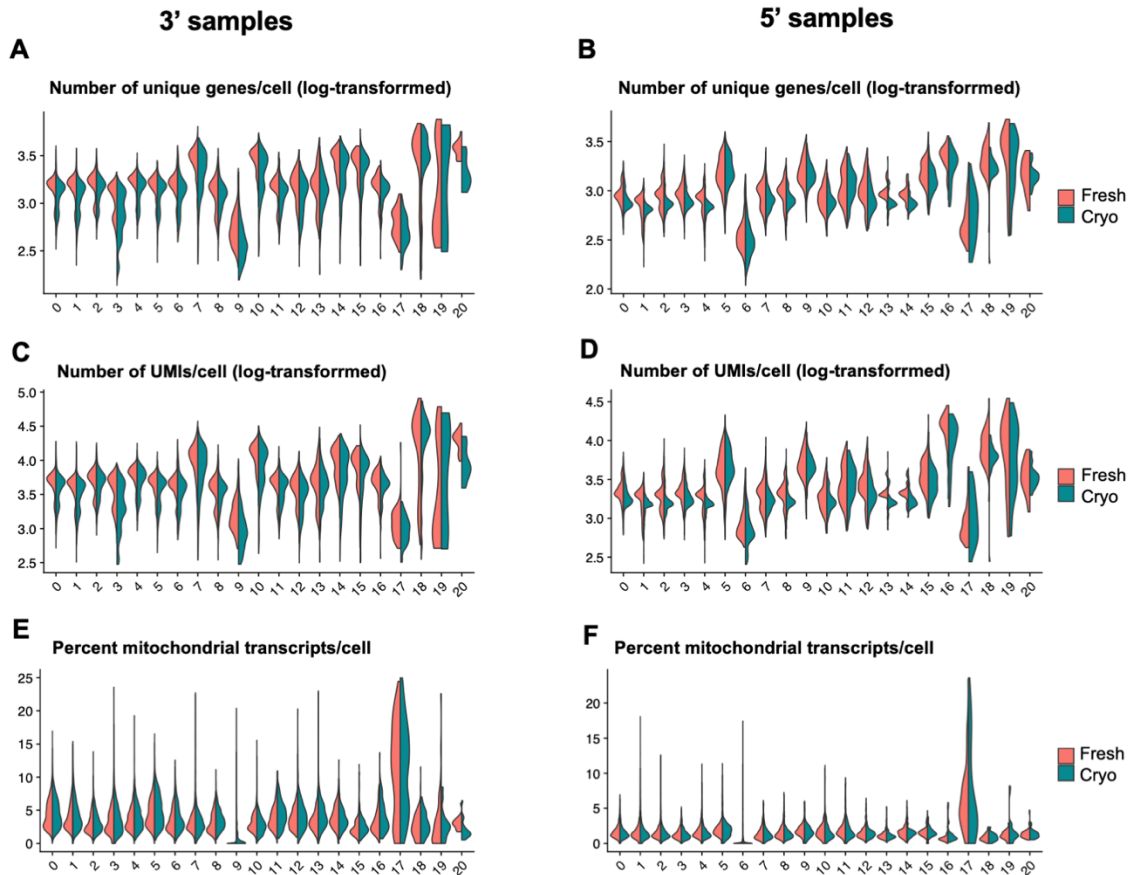 3’ samples
5’ samples
A
B
Number of unique genes/cell (log-transforrmed)
Number of unique genes/cell (log-transforrmed)
3.5
3.0
2.5
3.5
3.0
2.5
2.0
Fresh
Cryo
0 1 2 3 4 5 6 7 8 9 10 11 12 13 14 15 16 17 18 19 20
0 1 2 3 4 5 6 7 8 9 10 11 12 13 14 15 16 17 18 19 20
C
D
Number of UMIs/cell (log-transforrmed)
Number of UMIs/cell (log-transforrmed)
5.0
4.5
4.0
3.5
3.0
2.5
4.5
4.0
3.5
3.0
2.5
Fresh
Cryo
0 1 2 3 4 5 6 7 8 9 10 11 12 13 14 15 16 17 18 19 20
0 1 2 3 4 5 6 7 8 9 10 11 12 13 14 15 16 17 18 19 20
E
F
Percent mitochondrial transcripts/cell
Percent mitochondrial transcripts/cell
25
20
15
10
5
0
20
15
10
5
0
Fresh
Cryo
0 1 2 3 4 5 6 7 8 9 10 11 12 13 14 15 16 17 18 19 20
0 1 2 3 4 5 6 7 8 9 10 11 12 13 14 15 16 17 18 19 20